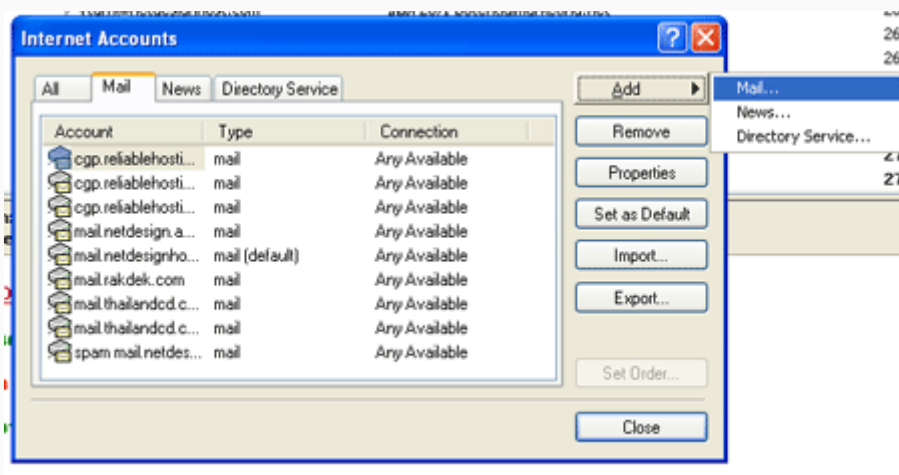 Internet Accounts
All Mail News Directory Service
Add
Mail...
News...
Directory Service...
Account Type Connection
Remove
Properties
Set as Default
Import...
Export...
Set Order...
Close
cgp.reliablehosti... mail Any Available
cgp.reliablehosti... mail Any Available
cgp.reliablehosti... mail Any Available
mail.netdesign.a... mail Any Available
mail.netdesignho... mail (default) Any Available
mail.rakdek.com mail Any Available
mail.thailandcd.c... mail Any Available
mail.thailandcd.c... mail Any Available
spam mail.netdes... mail Any Available